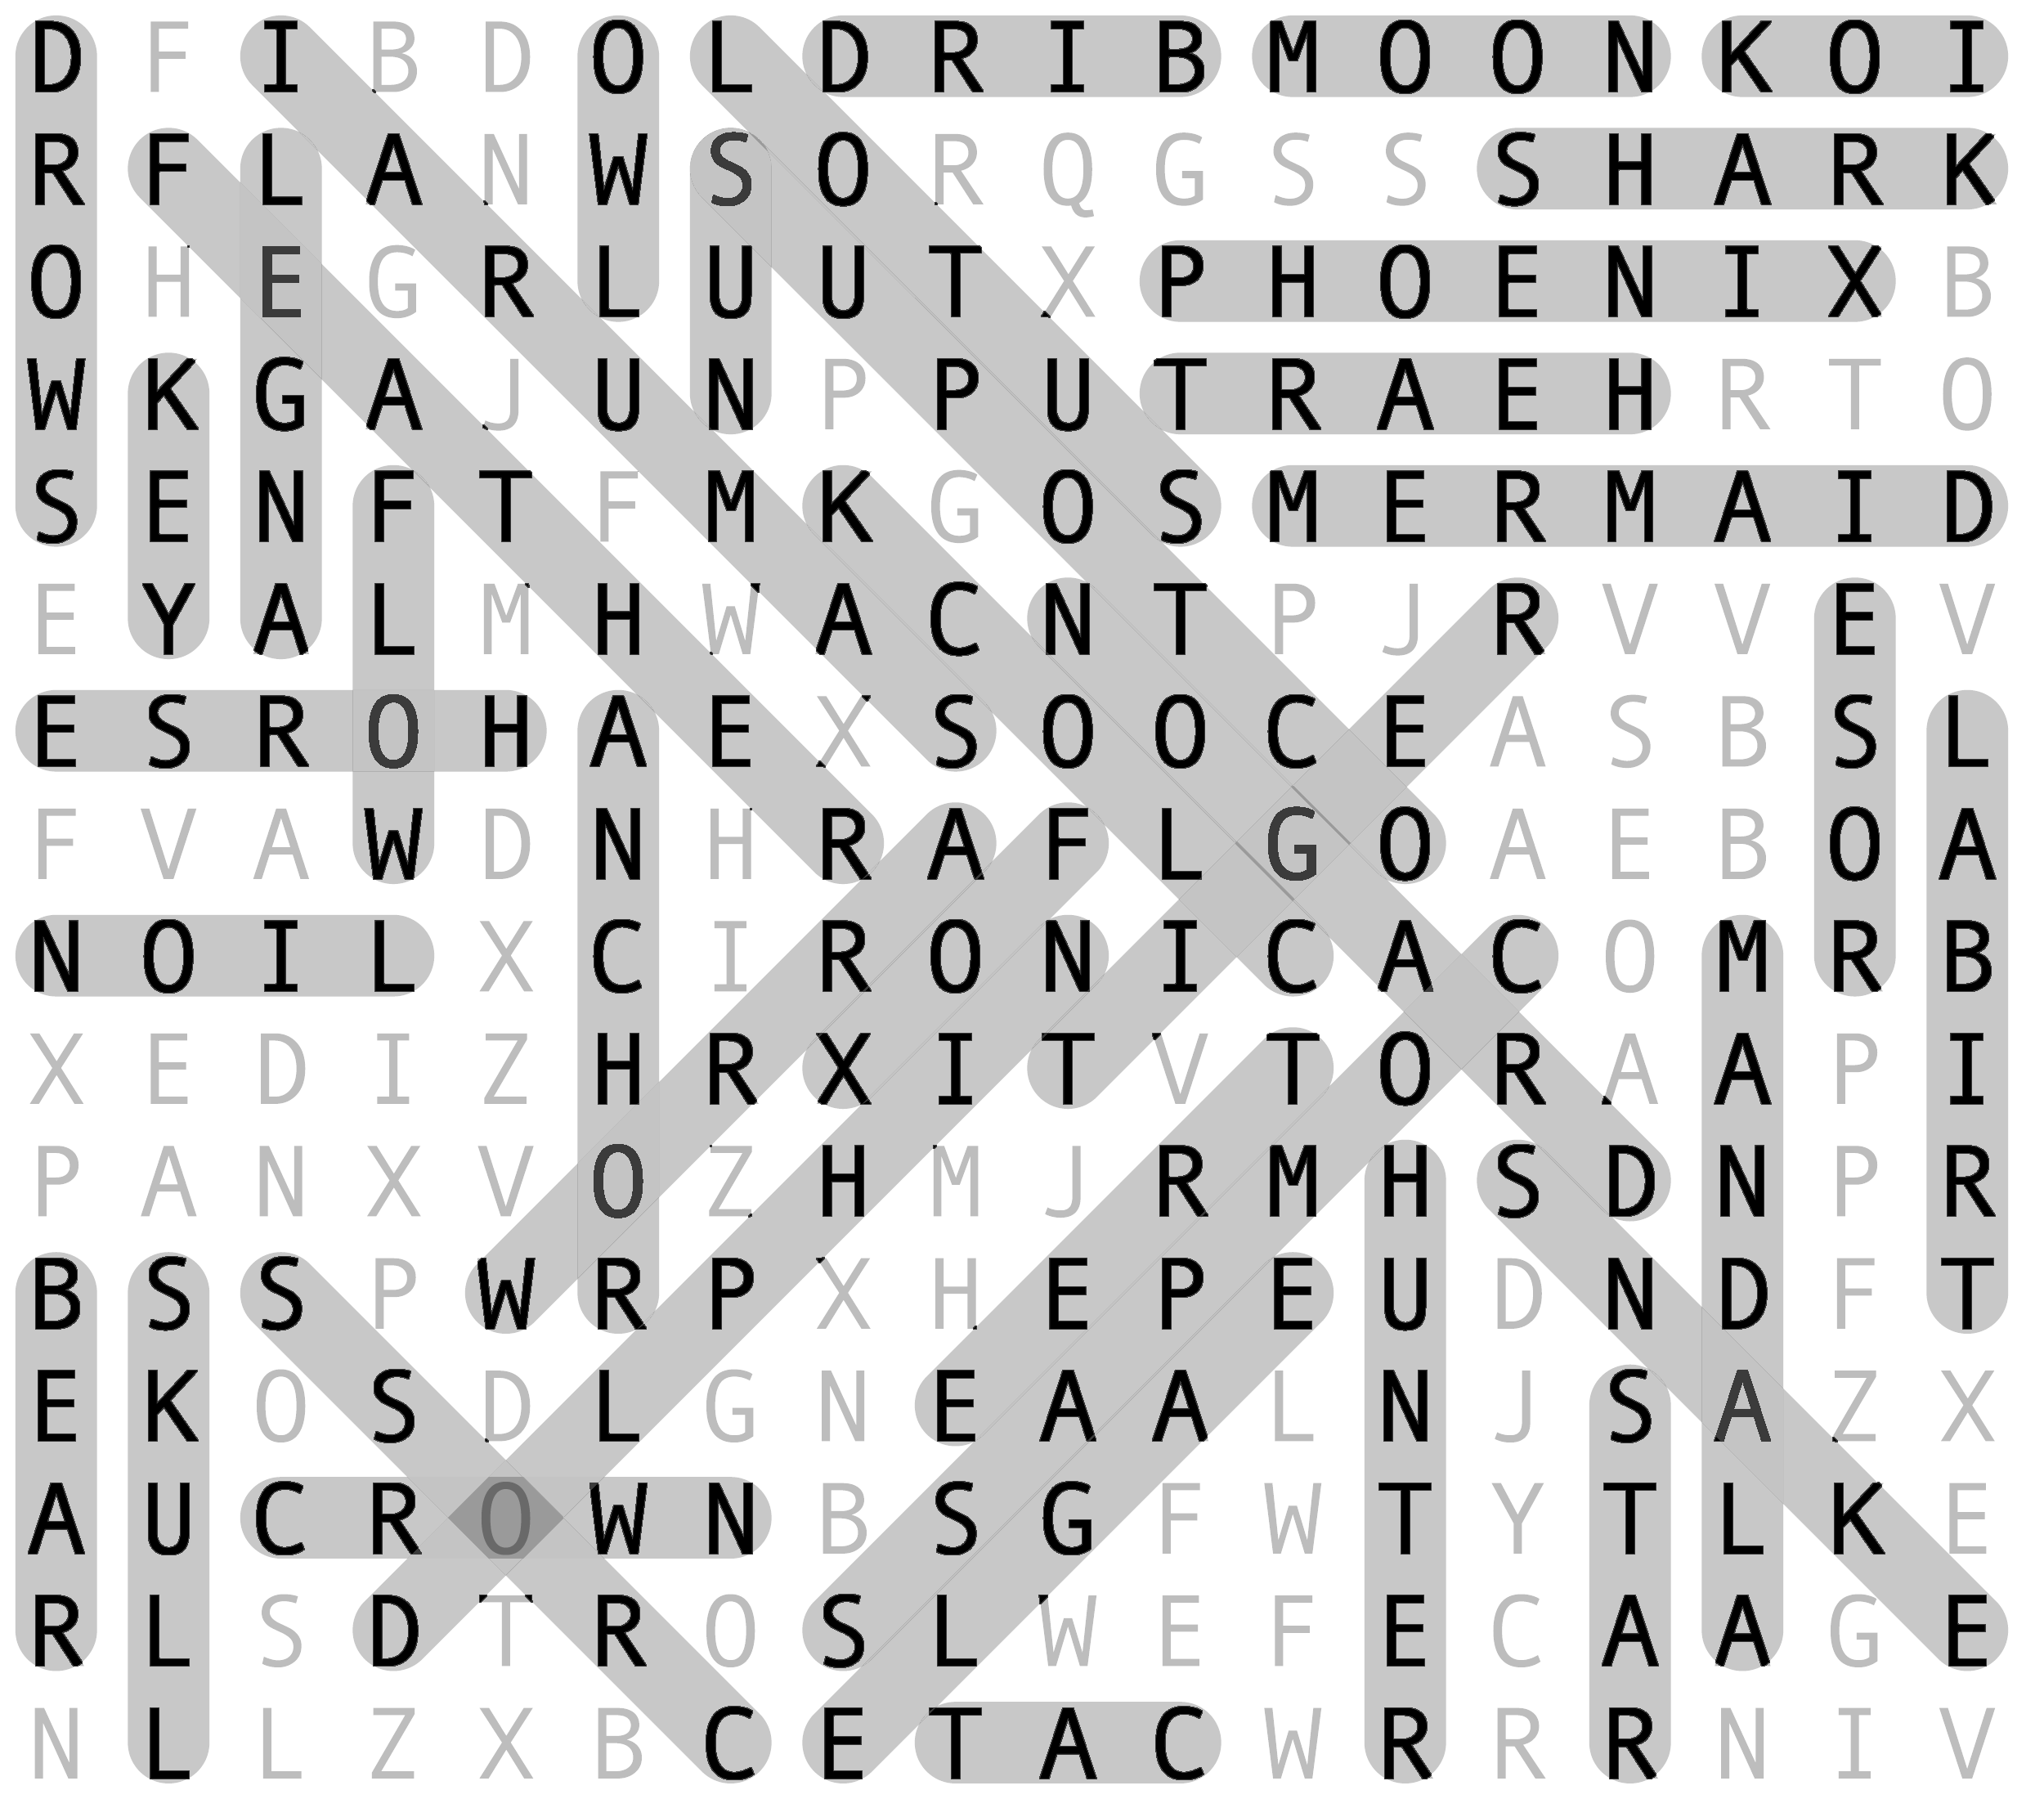 D F I B D O L D R I B M O O N K O I
R F L A N W S O R Q G S S S H A R K
O H E G R L U U T X P H O E N I X B
W K G A J U N P P U T R A E H R T O
S E N F T F M K G O S M E R M A I D
E Y A L M H W A C N T P J R V V E V
E S R O H A E X S O O C E A S B S L
F V A W D N H R A F L G O A E B O A
N O I L X C I R O N I C A C O M R B
X E D I Z H R X I T V T O R A A P I
P A N X V O Z H M J R M H S D N P R
B S S P W R P X H E P E U D N D F T
E K O S D L G N E A A L N J S A Z X
A U C R O W N B S G F W T Y T L K E
R L S D T R O S L W E F E C A A G E
N L L Z X B C E T A C W R R R N I V